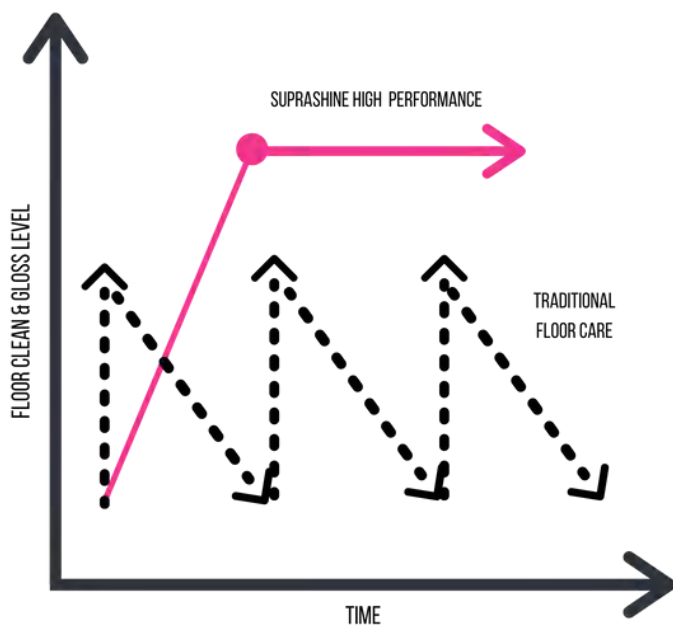 SUPRASHINE HIGH PERFORMANCE
FLOOR CLEAN & GLOSS LEVEL
TRADITIONAL
FLOOR CARE
TIME